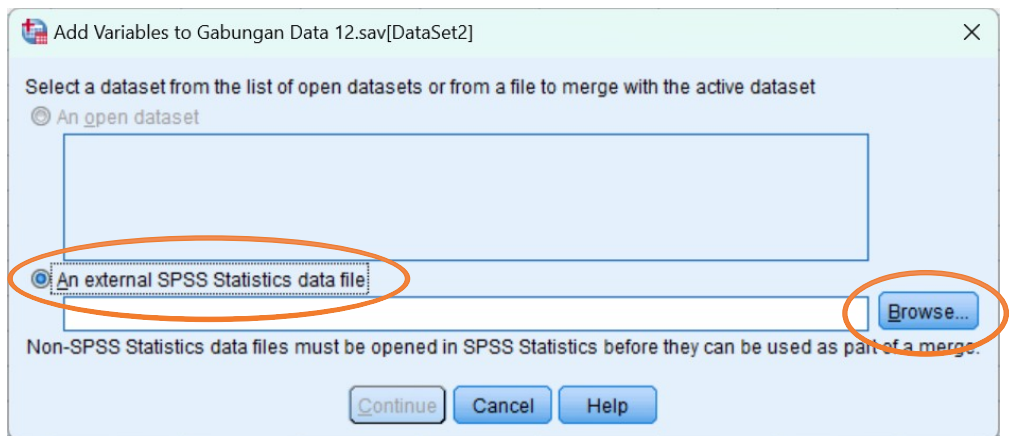 Add Variables to Gabungan Data 12.sav[DataSet2]
Select a dataset from the list of open datasets or from a file to merge with the active dataset
An open dataset
An external SPSS Statistics data file
Browse...
Non-SPSS Statistics data files must be opened in SPSS Statistics before they can be used as part of a merge.
Continue Cancel Help